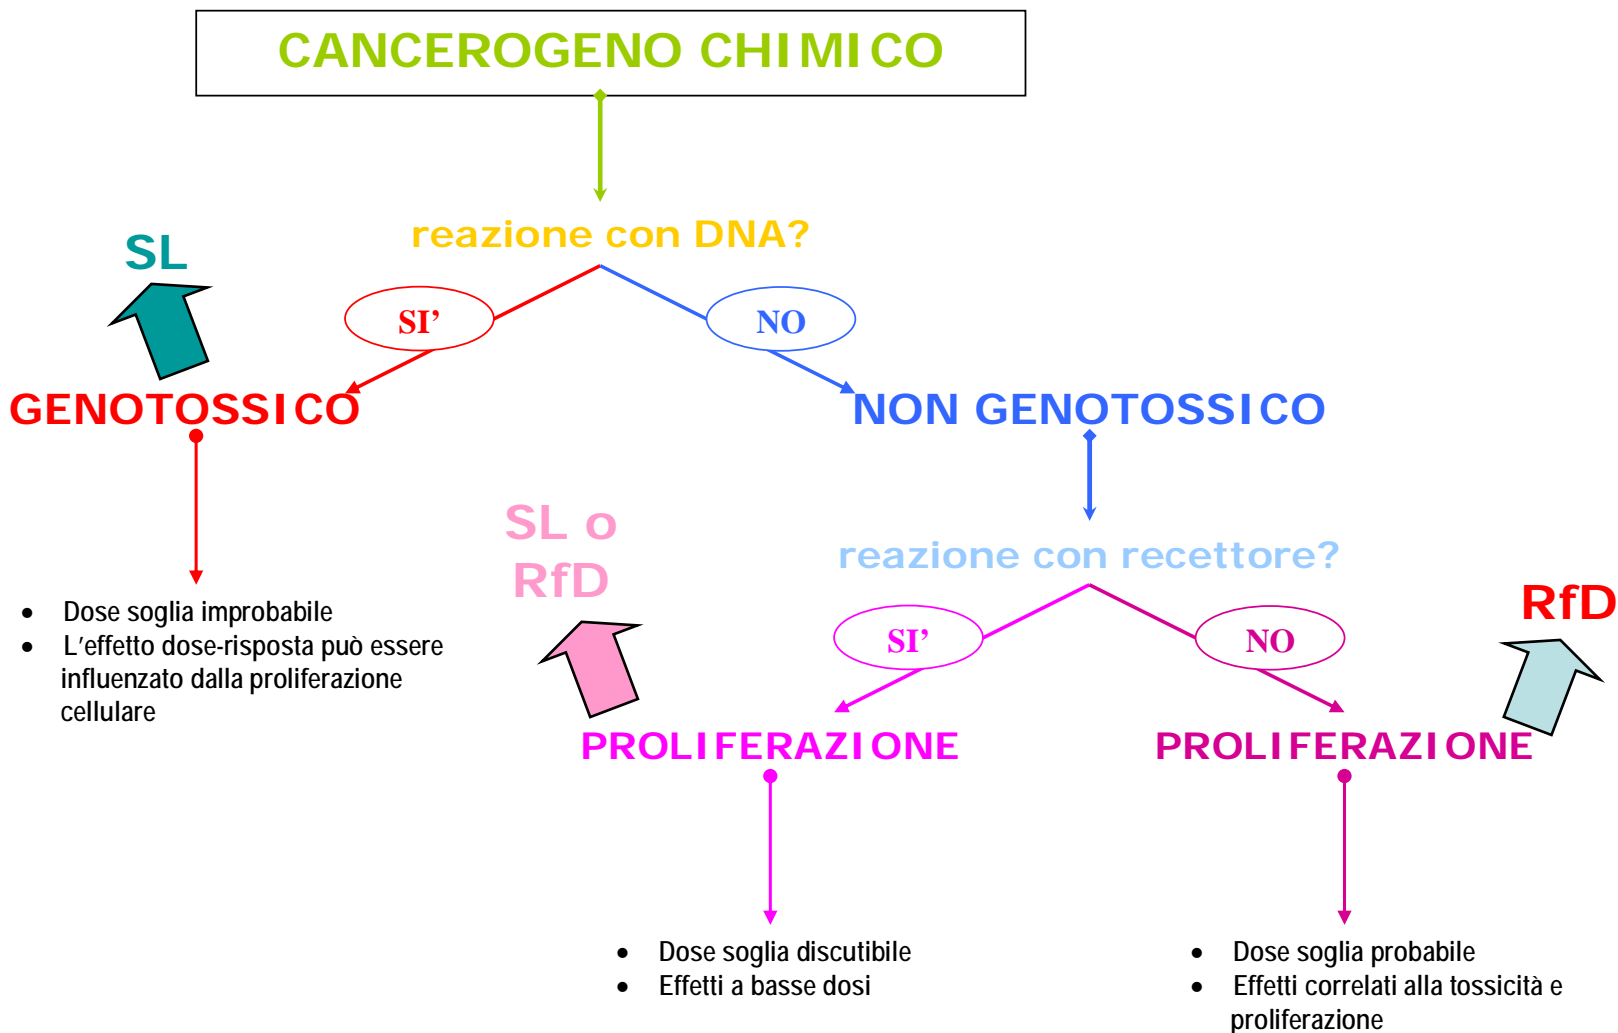 CANCEROGENO CHIMICO
reazione con DNA?
SL
SI’
NO
GENOTOSSICO
NON GENOTOSSICO
SL o
RfD
reazione con recettore?
RfD
• Dose soglia improbabile
• L’effetto dose-risposta può essere
influenzato dalla proliferazione
cellulare
SI’
NO
PROLIFERAZIONE
PROLIFERAZIONE
• Dose soglia discutibile
• Effetti a basse dosi
• Dose soglia probabile
• Effetti correlati alla tossicità e
proliferazione